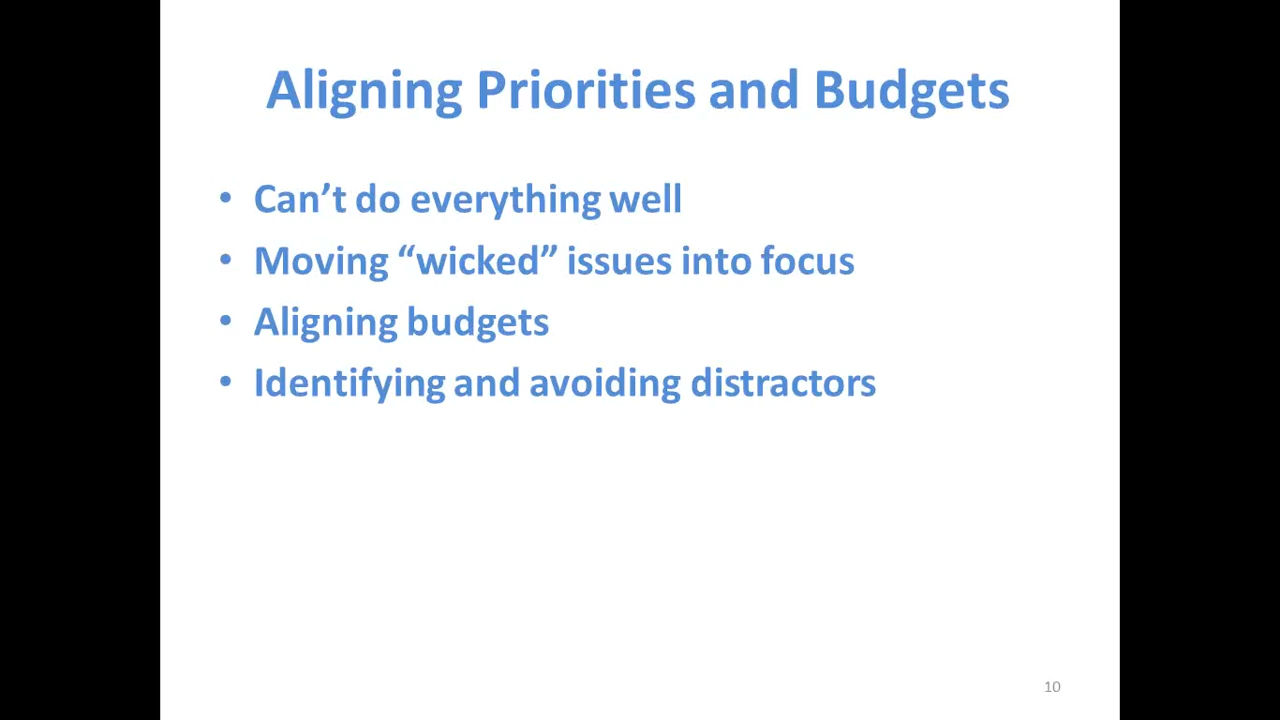 Aligning Priorities and Budgets
• Can’t do everything well
• Moving “wicked” issues into focus
• Aligning budgets
• Identifying and avoiding distractors
10